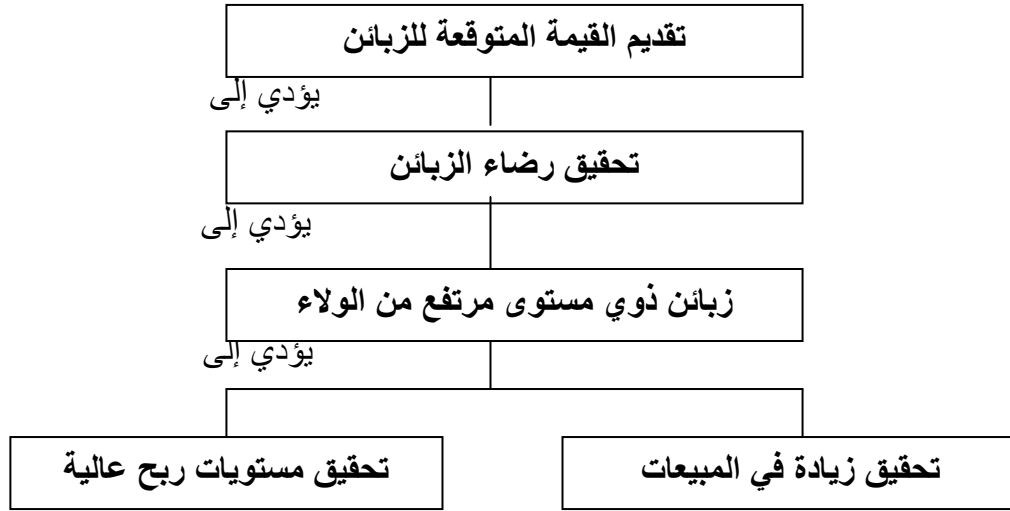 تقديم القيمة المتوقعة للزبائن
يؤدي إلى
تحقيق رضاء الزبائن
يؤدي إلى
زبائن ذوي مستوى مرتفع من الولاء
يؤدي إلى
تحقيق زيادة في المبيعات
تحقيق مستويات ربح عالية